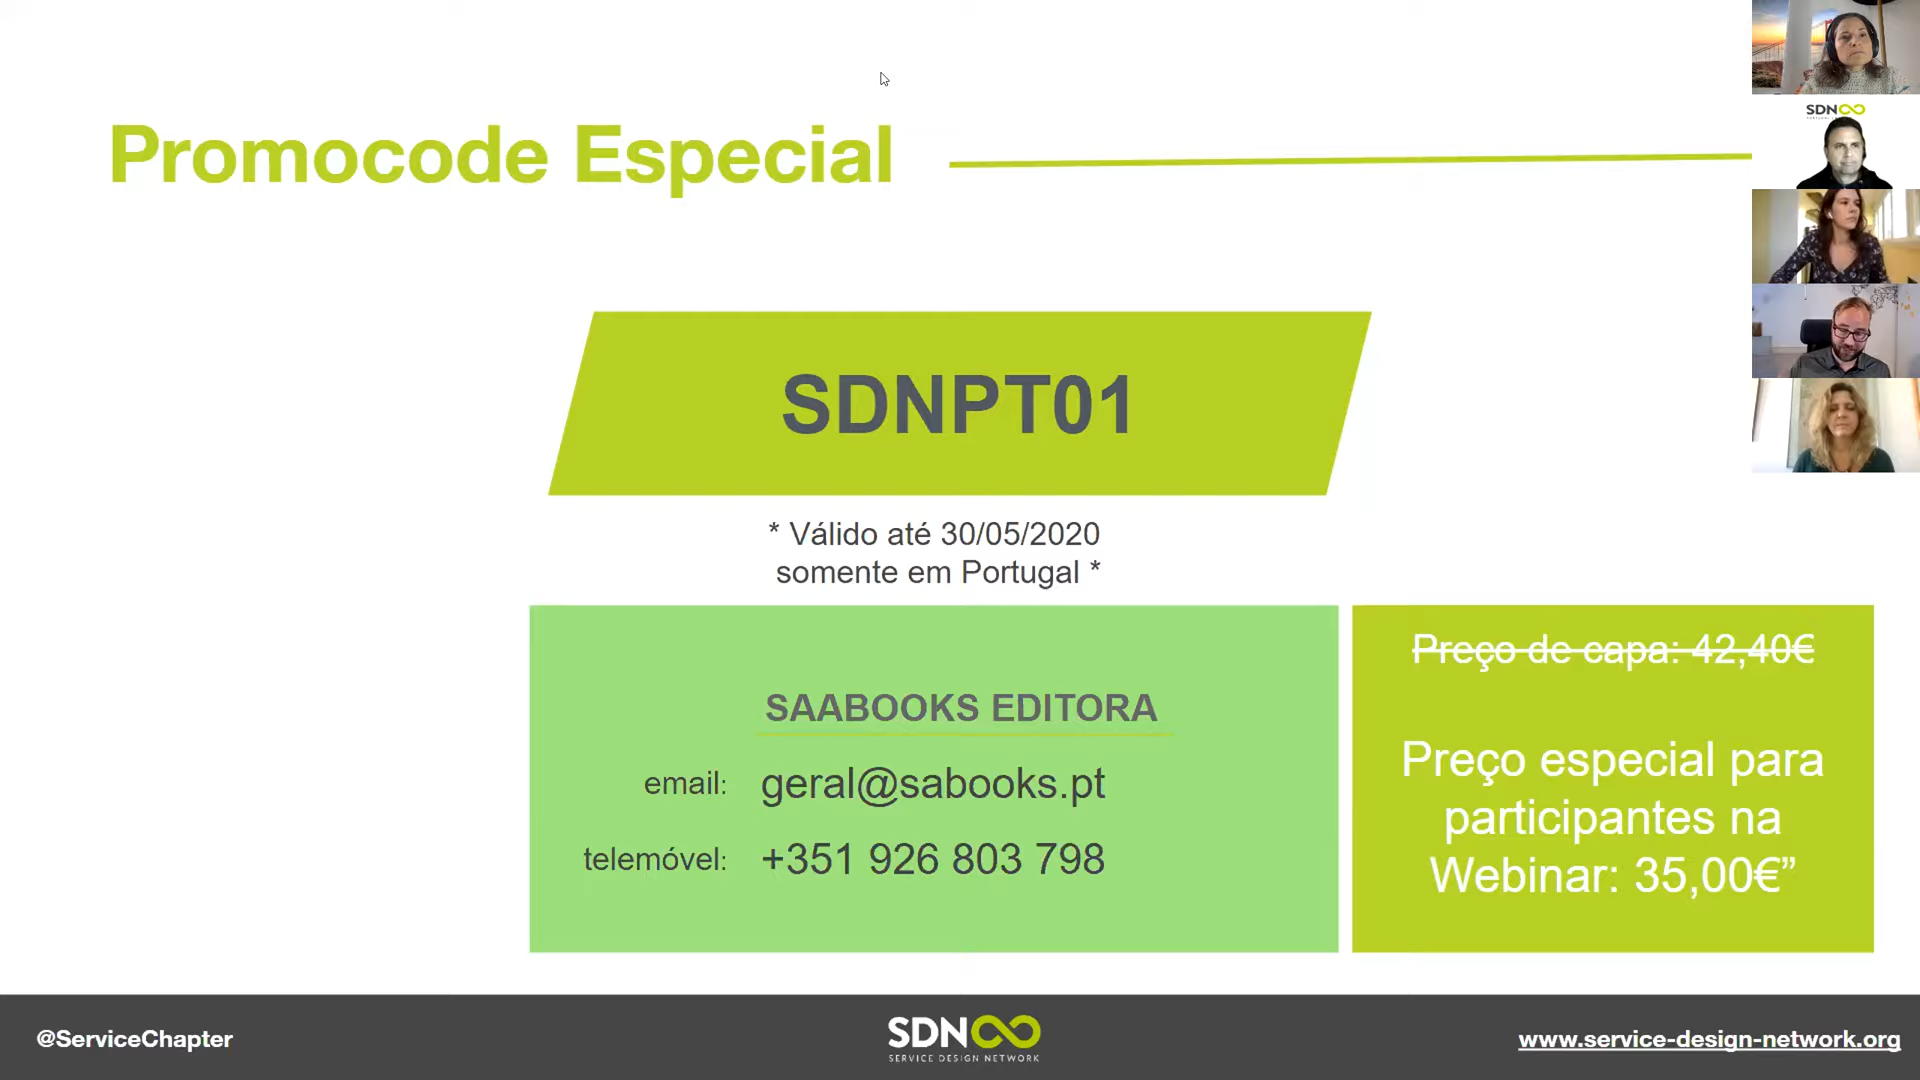 Promocode Especial
SDN
SDNPT01
* Válido até 30/05/2020
somente em Portugal *
SAABOOKS EDITORA
email: geral@sabooks.pt
telemóvel: +351 926 803 798
Preço de capa: 42,40€
Preço especial para
participantes na
Webinar: 35,00€”
@ServiceChapter
SDN
SERVICE DESIGN NETWORK
www.service-design-network.org